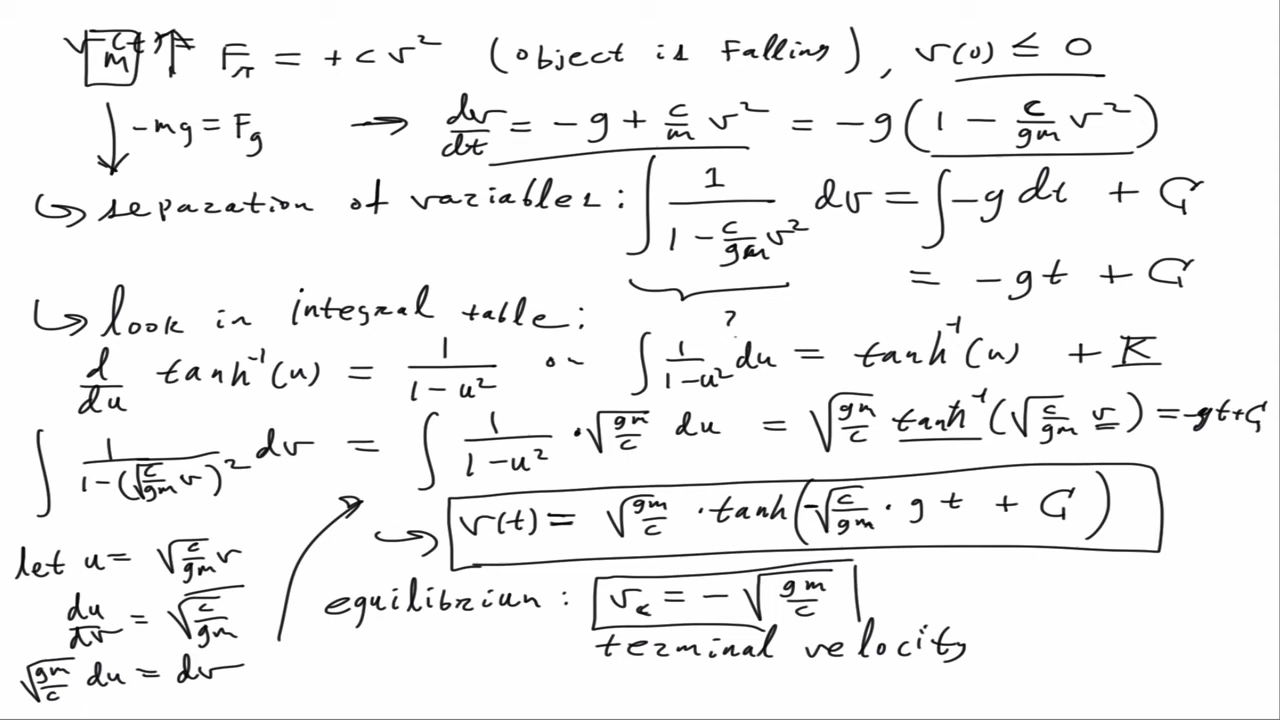 v(t) = m ↑ F_r = + c v² (object is falling), v(0) ≤ 0
↓ -mg = F_g → dv/dt = -g + c/m v² = -g(1 - c/gm v²)
↪ separation of variables: ∫ 1/(1 - c/gm v²) dv = ∫ -g dt + C
= -gt + C
↪ look in integral table: ?
d/du tanh⁻¹(u) = 1/(1-u²) or ∫ 1/(1-u²) du = tanh⁻¹(u) + K
∫ 1/(1-(√(c/gm) v)²) dv = ∫ 1/(1-u²) · √(gm/c) du = √(gm/c) tanh⁻¹(√(c/gm) v) = -gt + C
↪ v(t) = √(gm/c) · tanh(-√(c/gm) · gt + C)
let u = √(c/gm) v
du/dv = √(c/gm)
√(gm/c) du = dv
equilibrium: v_e = -√(gm/c)
terminal velocity